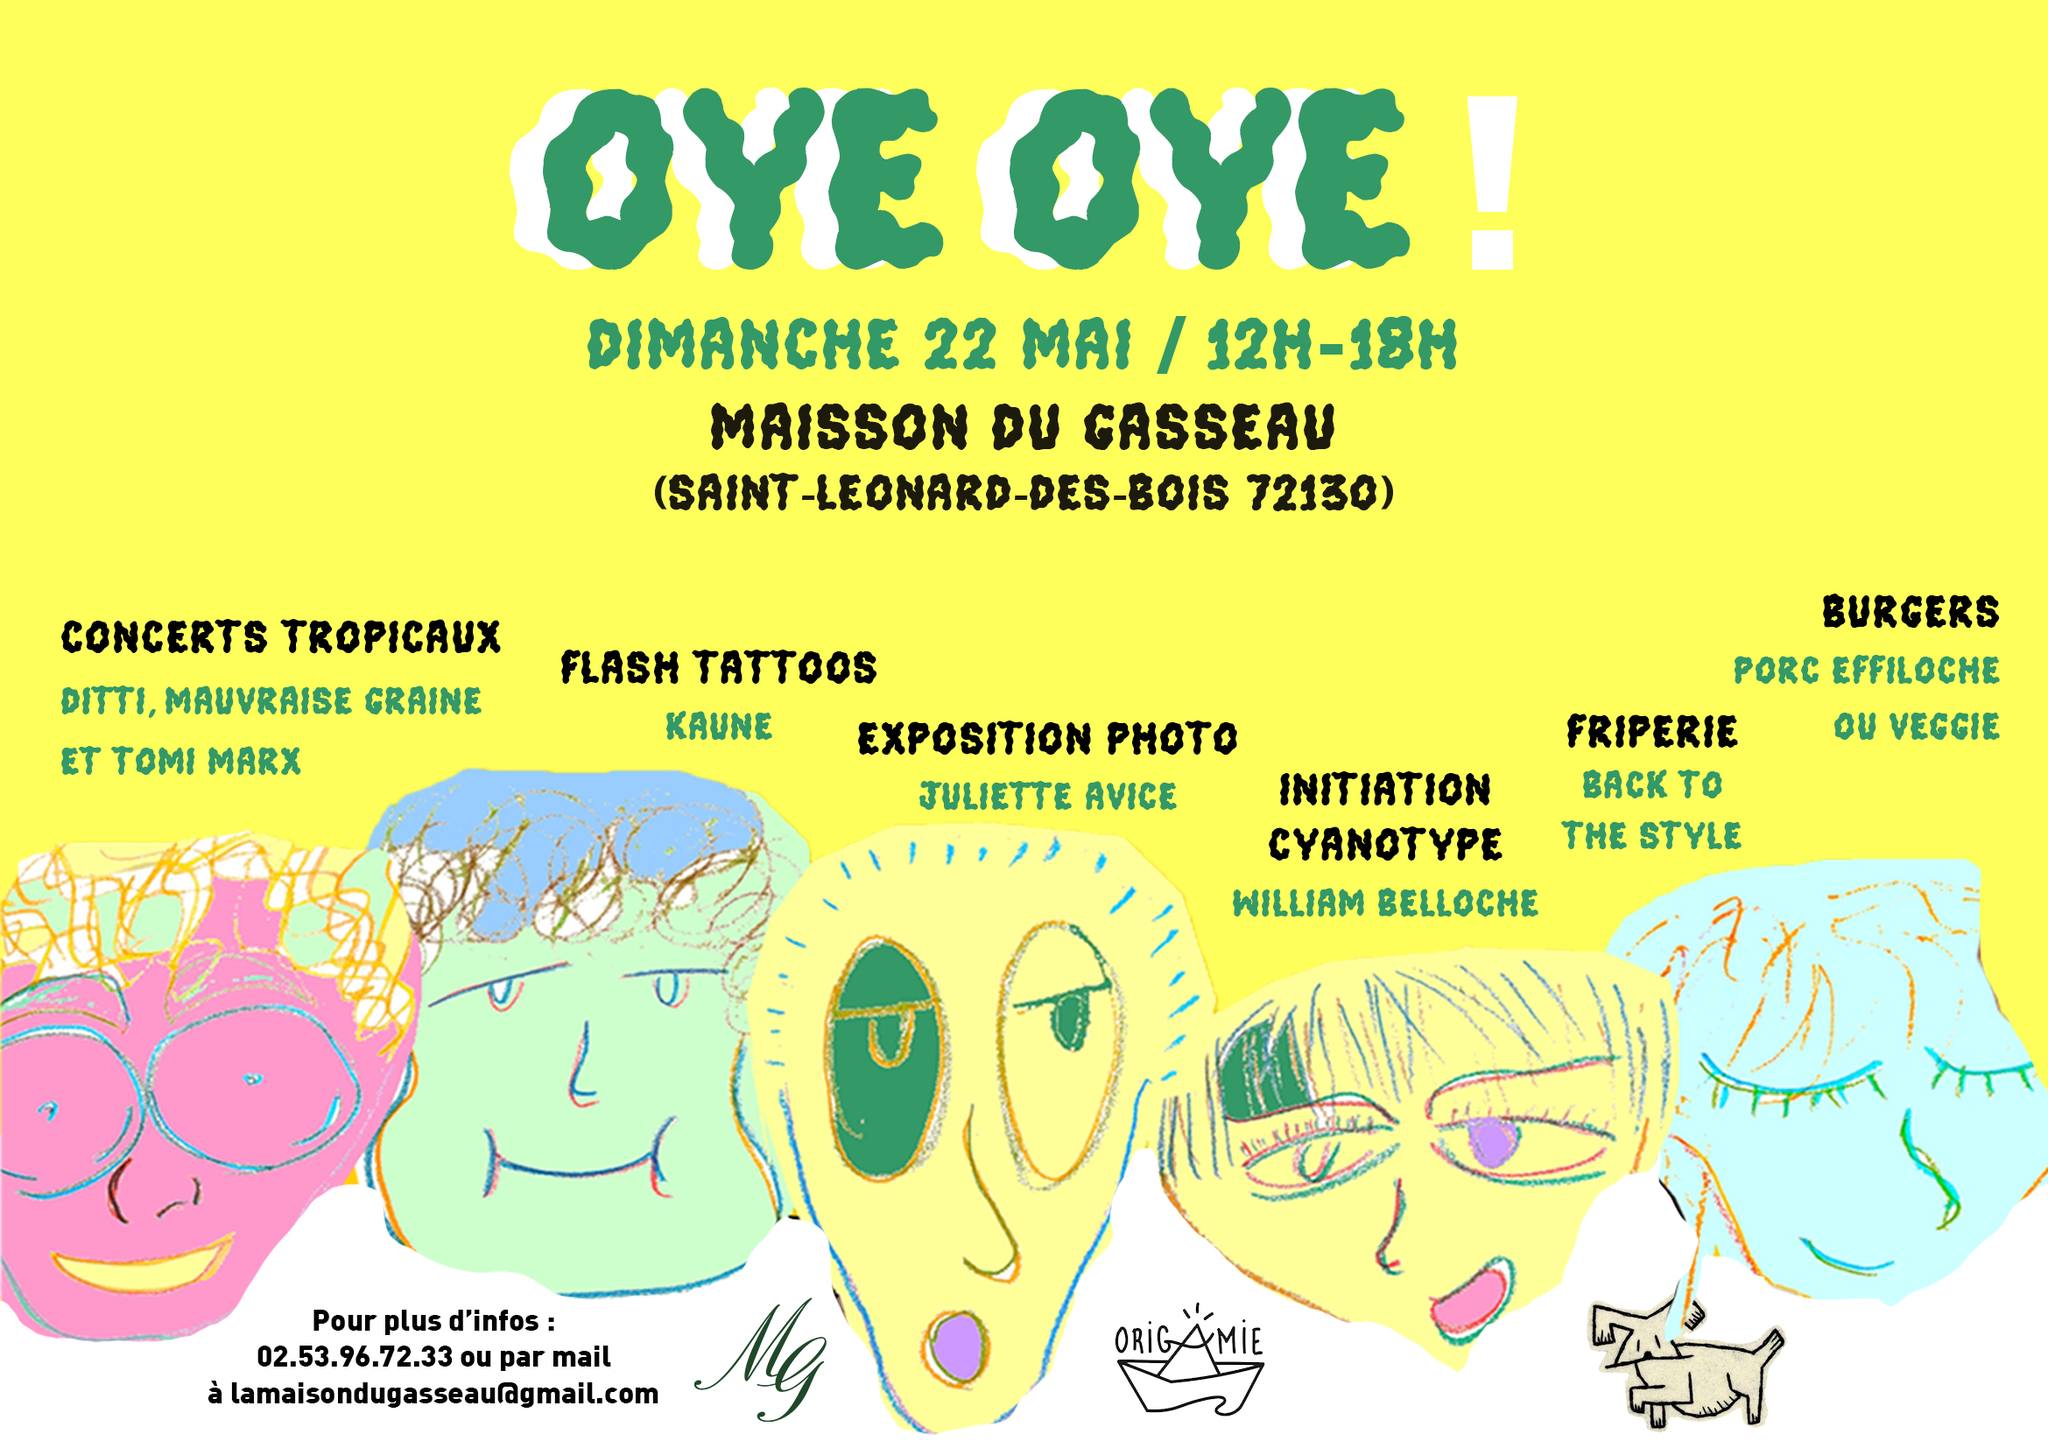 OYE OYE !
DIMANCHE 22 MAI / 12H-18H
MAISSON DU GASSEAU
(SAINT-LEONARD-DES-BOIS 72130)
CONCERTS TROPICAUX
DITTI, MAUVRAISE GRAINE
ET TOMI MARX
FLASH TATTOOS
KAUNE
EXPOSITION PHOTO
JULIETTE AVICE
INITIATION
CYANOTYPE
WILLIAM BELLOCHE
FRIPERIE
BACK TO
THE STYLE
BURGERS
PORC EFFILOCHE
OU VEGGIE
Pour plus d'infos :
02.53.96.72.33 ou par mail
à lamaisondugasseau@gmail.com
MG
ORIGAMIE